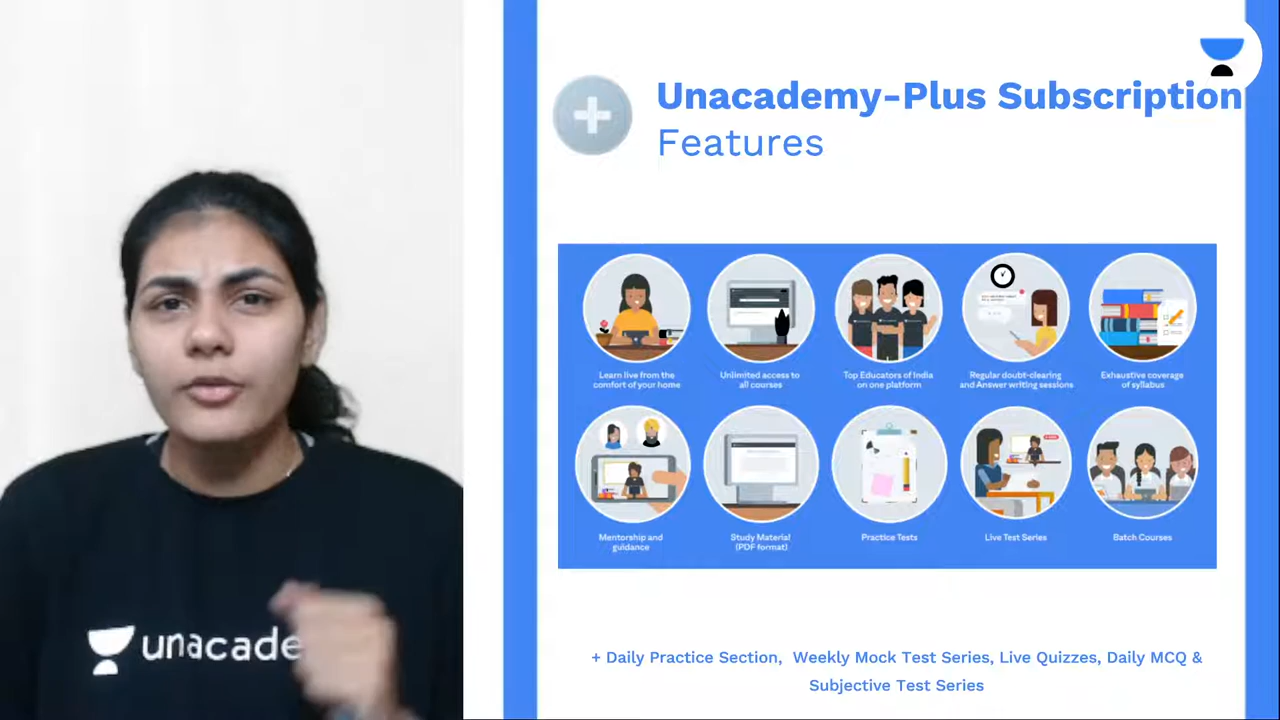 Unacademy-Plus Subscription
Features
Learn live from the
comfort of your home
Unlimited access to
all courses
Top Educators of India
on one platform
Regular doubt-clearing
and Answer writing sessions
Exhaustive coverage
of syllabus
Mentorship and
guidance
Study Material
(PDF format)
Practice Tests
Live Test Series
Batch Courses
+ Daily Practice Section, Weekly Mock Test Series, Live Quizzes, Daily MCQ &
Subjective Test Series
unacade